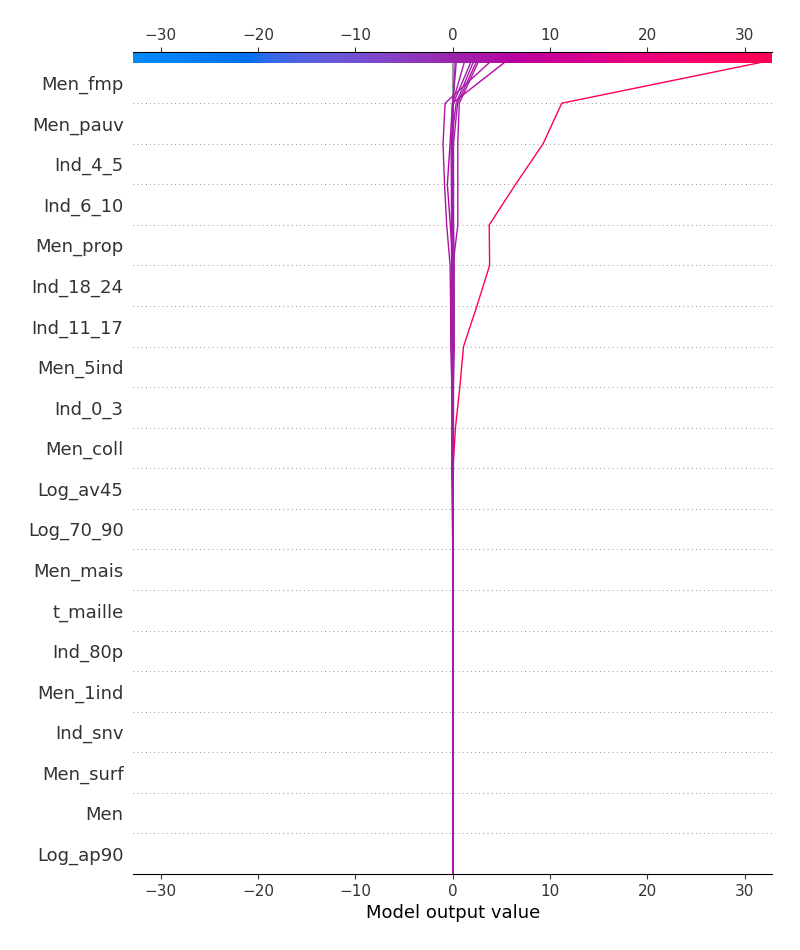 −30 −20 −10 0 10 20 30
Men_fmp
Men_pauv
Ind_4_5
Ind_6_10
Men_prop
Ind_18_24
Ind_11_17
Men_5ind
Ind_0_3
Men_coll
Log_av45
Log_70_90
Men_mais
t_maille
Ind_80p
Men_1ind
Ind_snv
Men_surf
Men
Log_ap90
−30 −20 −10 0 10 20 30
Model output value